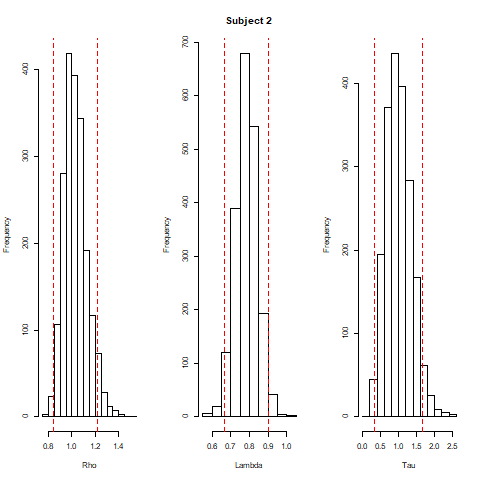 Subject 2
Frequency
0 100 200 300 400
0.8 1.0 1.2 1.4
Rho
Frequency
0 100 200 300 400 500 600 700
0.6 0.7 0.8 0.9 1.0
Lambda
Frequency
0 100 200 300 400
0.0 0.5 1.0 1.5 2.0 2.5
Tau